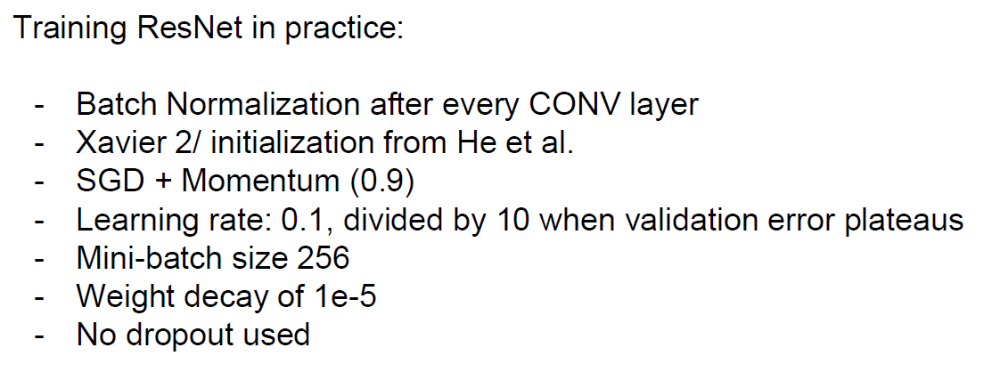 Training ResNet in practice:
- Batch Normalization after every CONV layer
- Xavier 2/ initialization from He et al.
- SGD + Momentum (0.9)
- Learning rate: 0.1, divided by 10 when validation error plateaus
- Mini-batch size 256
- Weight decay of 1e-5
- No dropout used